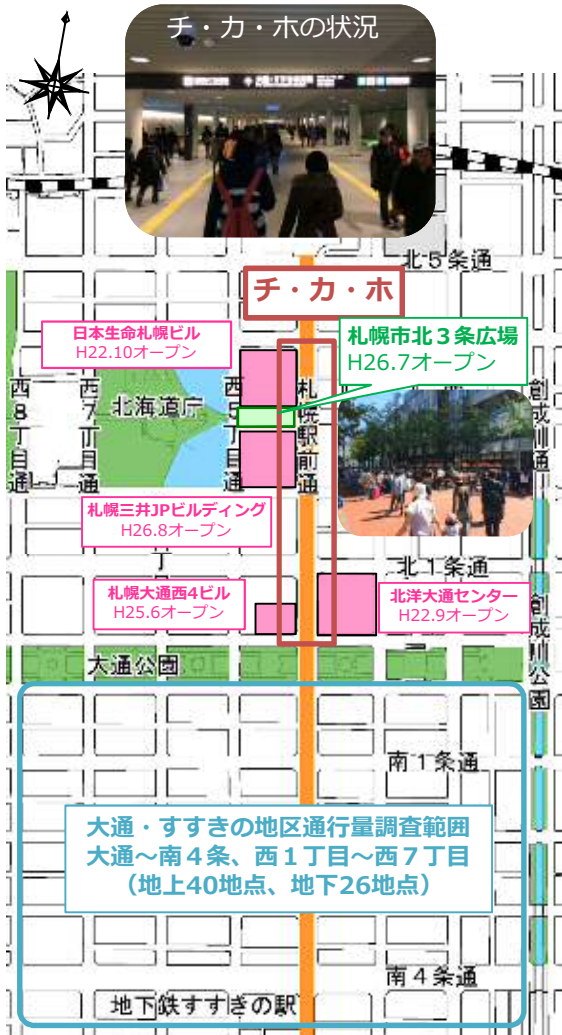 チ・カ・ホの状況
北5条通
チ・カ・ホ
日本生命札幌ビル
H22.10オープン
札幌市北３条広場
H26.7オープン
西8丁目通
西7丁目通
北海道庁
西5丁目通
札幌駅前通
創成川通
札幌三井JPビルディング
H26.8オープン
丁
北1条通
札幌大通西4ビル
H25.6オープン
北洋大通センター
H22.9オープン
創成川公園
大通公園
南1条通
大通・すすきの地区通行量調査範囲
大通～南４条、西１丁目～西７丁目
（地上40地点、地下26地点）
南4条通
地下鉄すすきの駅